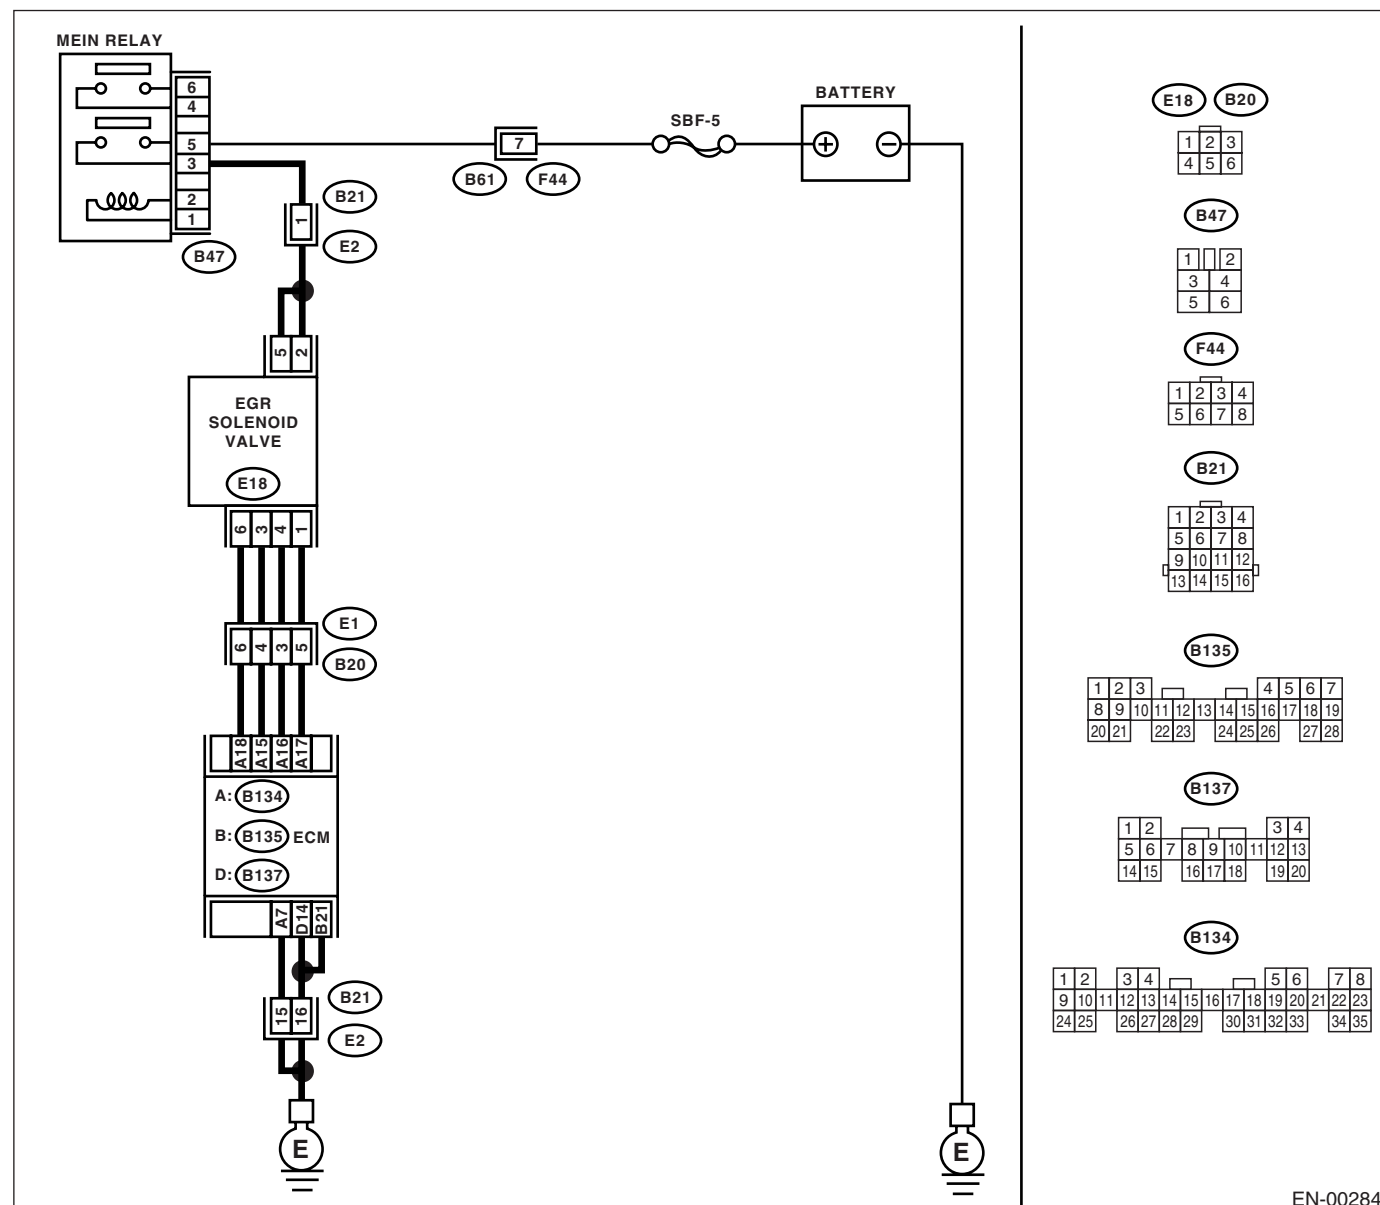 MEIN RELAY
6
4
5
3
2
1
B47
7
B61 F44
SBF-5
BATTERY
+ −
B21
1
E2
5 2
EGR
SOLENOID
VALVE
E18
6 3 4 1
E1
6 4 3 5
B20
A18 A15 A16 A17
A: B134
B: B135 ECM
D: B137
A7 D14 B21
B21
15 16
E2
E
E
E18 B20
1 2 3
4 5 6
B47
1 2
3 4
5 6
F44
1 2 3 4
5 6 7 8
B21
1 2 3 4
5 6 7 8
9 10 11 12
13 14 15 16
B135
1 2 3 4 5 6 7
8 9 10 11 12 13 14 15 16 17 18 19
20 21 22 23 24 25 26 27 28
B137
1 2 3 4
5 6 7 8 9 10 11 12 13
14 15 16 17 18 19 20
B134
1 2 3 4 5 6 7 8
9 10 11 12 13 14 15 16 17 18 19 20 21 22 23
24 25 26 27 28 29 30 31 32 33 34 35
EN-00284